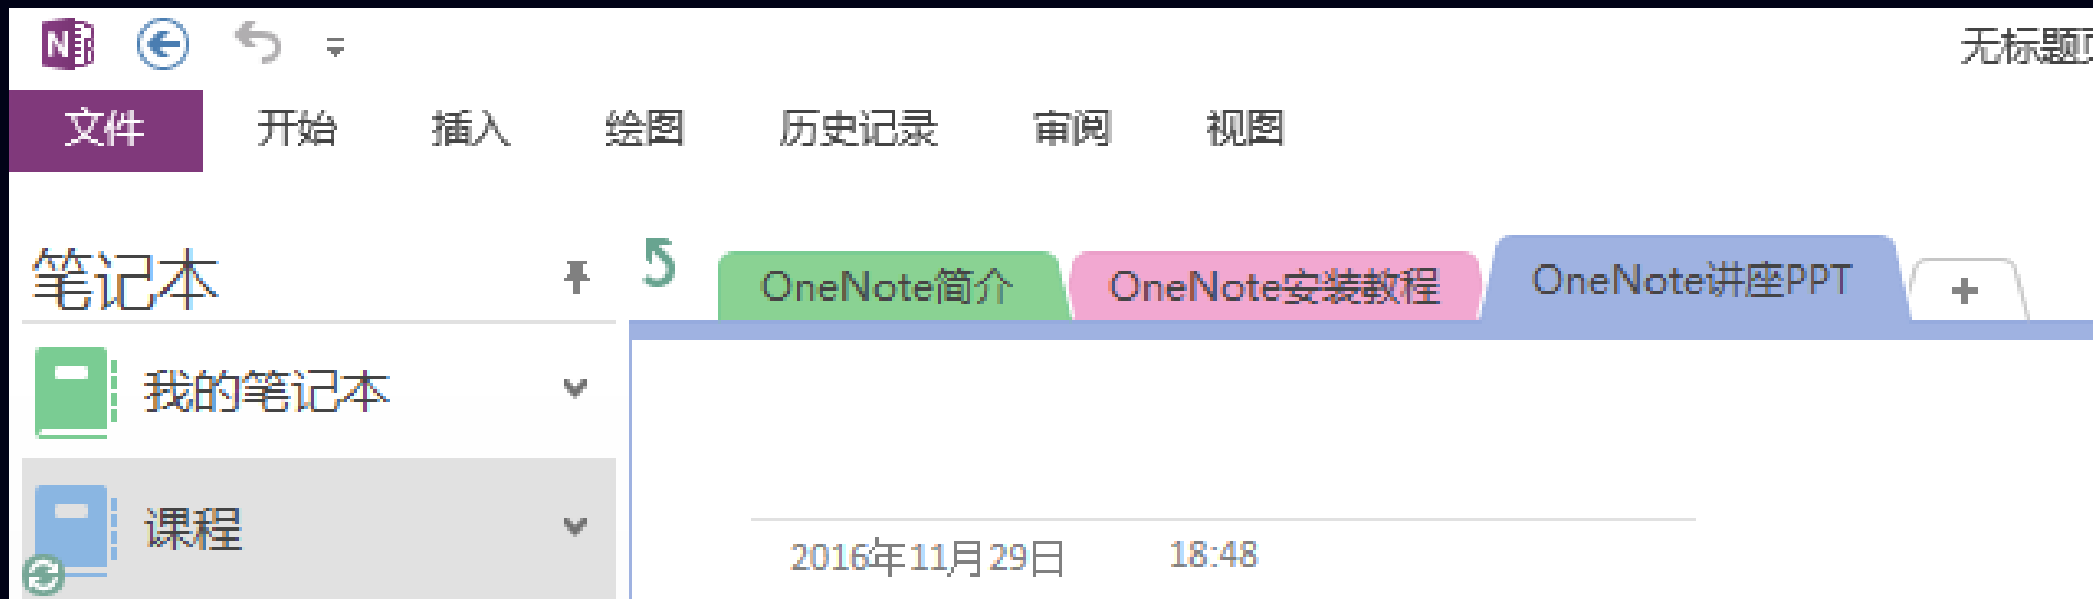 无标题页
文件 开始 插入 绘图 历史记录 审阅 视图
笔记本
OneNote简介 OneNote安装教程 OneNote讲座PPT +
我的笔记本
课程
2016年11月29日 18:48